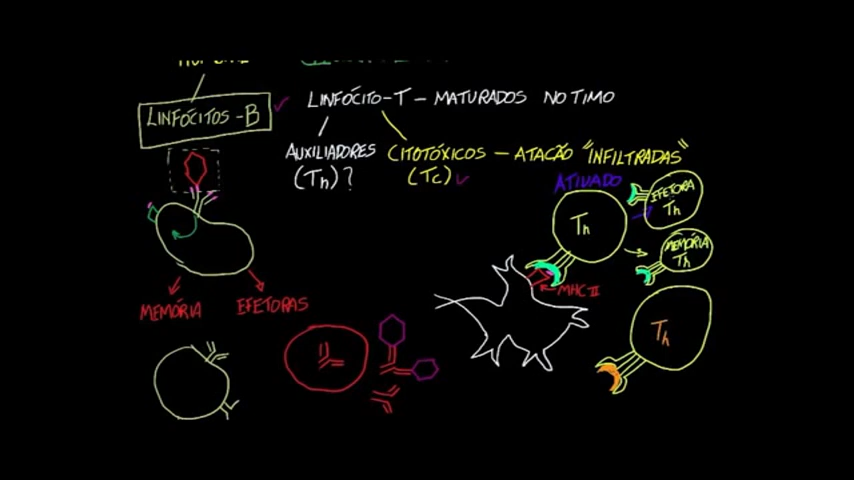 LINFÓCITOS-B
LINFÓCITO-T - MATURADOS NO TIMO
AUXILIADORES
(Th)?
CITOTÓXICOS - ATACÃO "INFILTRADAS"
(Tc)
ATIVADO
Th
EFETORA
Th
MEMÓRIA
Th
MHC II
MEMÓRIA
EFETORAS
Th